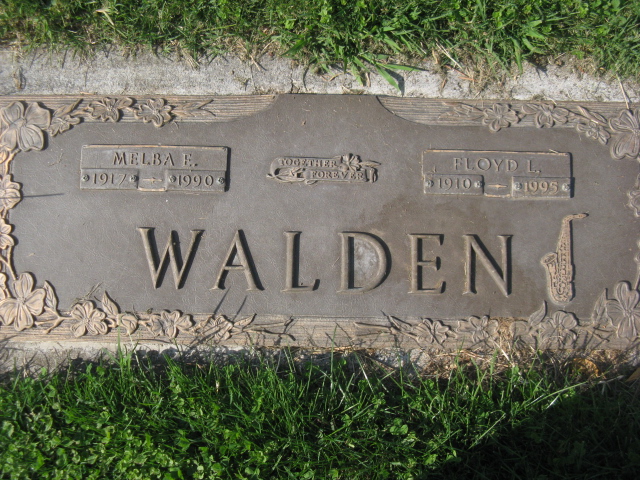 MELBA E.
1917 1990
TOGETHER
FOREVER
FLOYD L.
1910 1995
WALDEN